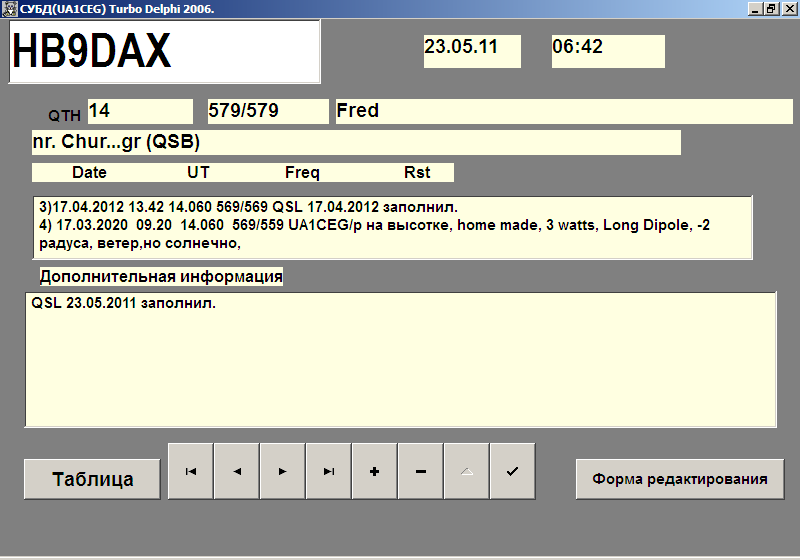 СУБД(UA1CEG) Turbo Delphi 2006.
HB9DAX
23.05.11 06:42
QTH 14 579/579 Fred
nr. Chur...gr (QSB)
Date UT Freq Rst
3)17.04.2012 13.42 14.060 569/569 QSL 17.04.2012 заполнил.
4) 17.03.2020 09.20 14.060 569/559 UA1CEG/p на высотке, home made, 3 watts, Long Dipole, -2
радуса, ветер,но солнечно,
Дополнительная информация
QSL 23.05.2011 заполнил.
Таблица
Форма редактирования